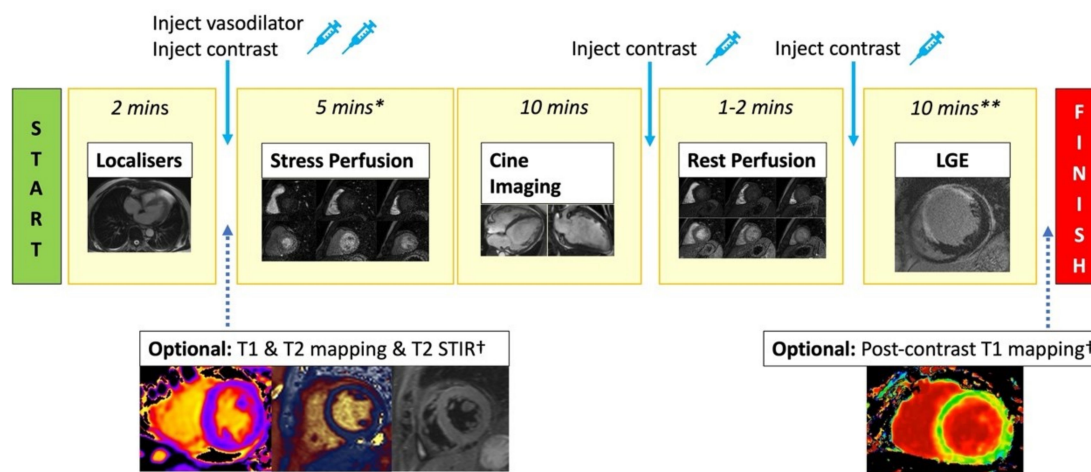 Inject vasodilator
Inject contrast
Inject contrast
Inject contrast
START
2 mins
Localisers
5 mins*
Stress Perfusion
10 mins
Cine
Imaging
1-2 mins
Rest Perfusion
10 mins**
LGE
FINISH
Optional: T1 & T2 mapping & T2 STIR†
Optional: Post-contrast T1 mapping†